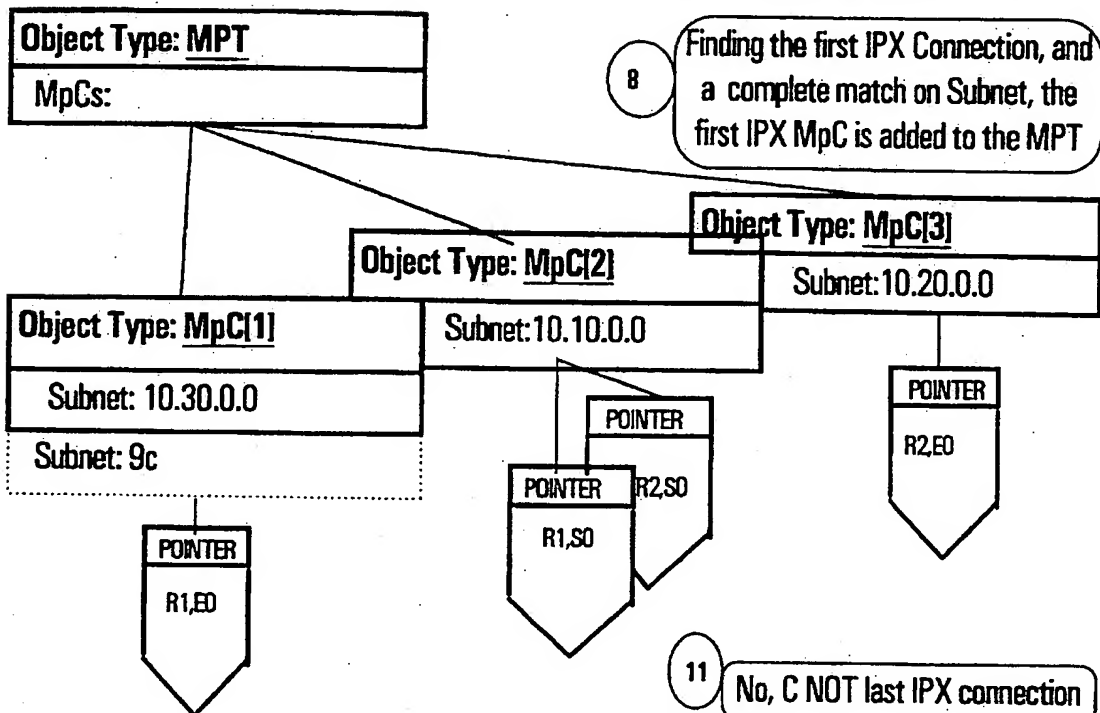 Object Type: MPT
MpCs:
8
Finding the first IPX Connection, and
a complete match on Subnet, the
first IPX MpC is added to the MPT
Object Type: MpC[3]
Subnet:10.20.0.0
Object Type: MpC[2]
Subnet:10.10.0.0
Object Type: MpC[1]
Subnet: 10.30.0.0
Subnet: 9c
POINTER
R1,E0
POINTER
R1,S0
POINTER
R2,S0
POINTER
R2,E0
11
No, C NOT last IPX connection